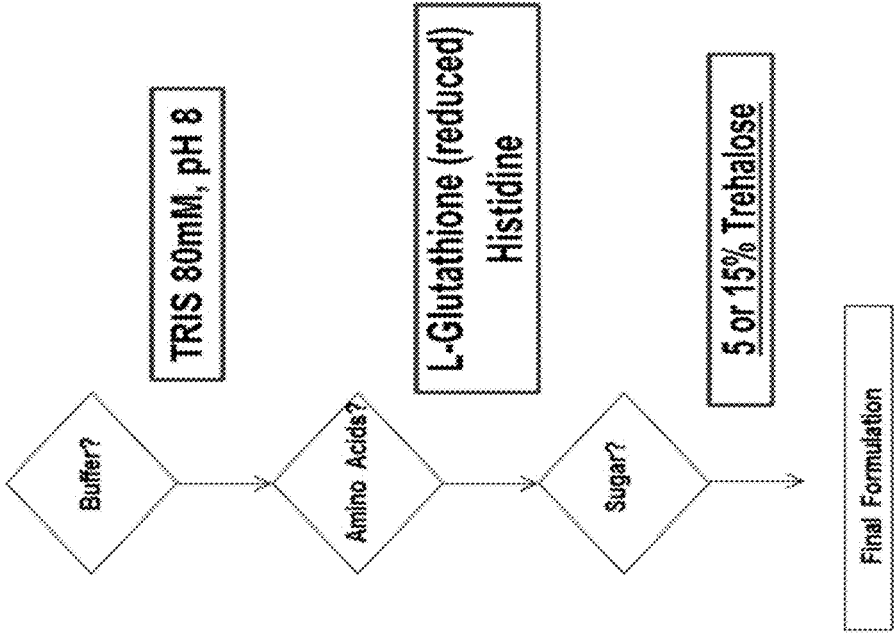 Buffer?
TRIS 80mM, pH 8
Amino Acids?
L-Glutathione (reduced)
Histidine
Sugar?
5 or 15% Trehalose
Final Formulation